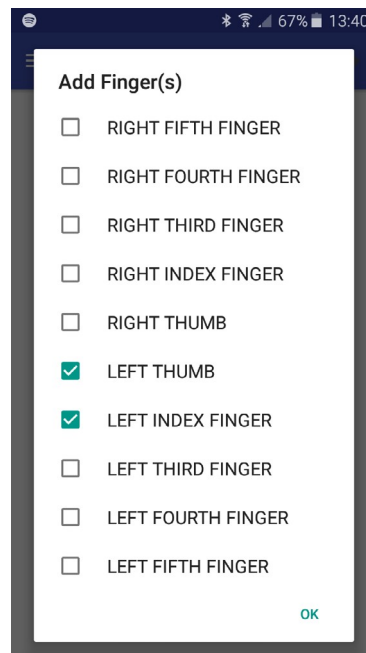 67% 13:40
Add Finger(s)
RIGHT FIFTH FINGER
RIGHT FOURTH FINGER
RIGHT THIRD FINGER
RIGHT INDEX FINGER
RIGHT THUMB
LEFT THUMB
LEFT INDEX FINGER
LEFT THIRD FINGER
LEFT FOURTH FINGER
LEFT FIFTH FINGER
OK